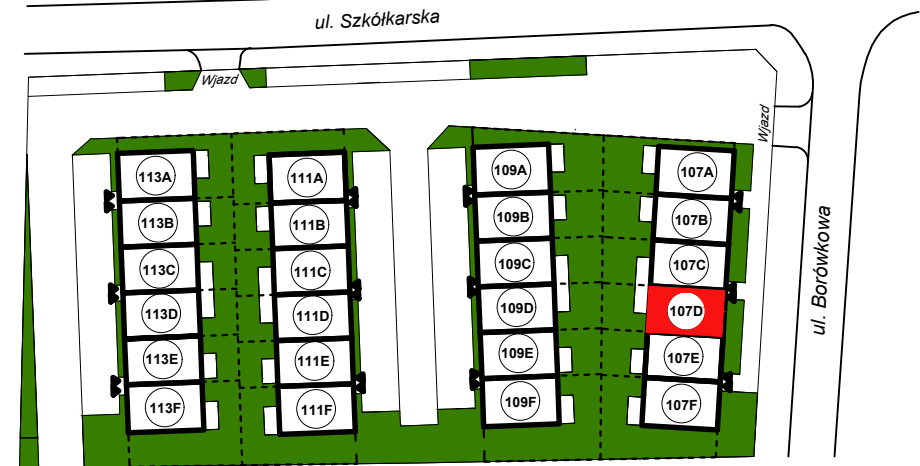 ul. Szkółkarska
Wjazd
Wjazd
113A
113B
113C
113D
113E
113F
111A
111B
111C
111D
111E
111F
109A
109B
109C
109D
109E
109F
107A
107B
107C
107D
107E
107F
ul. Borówkowa